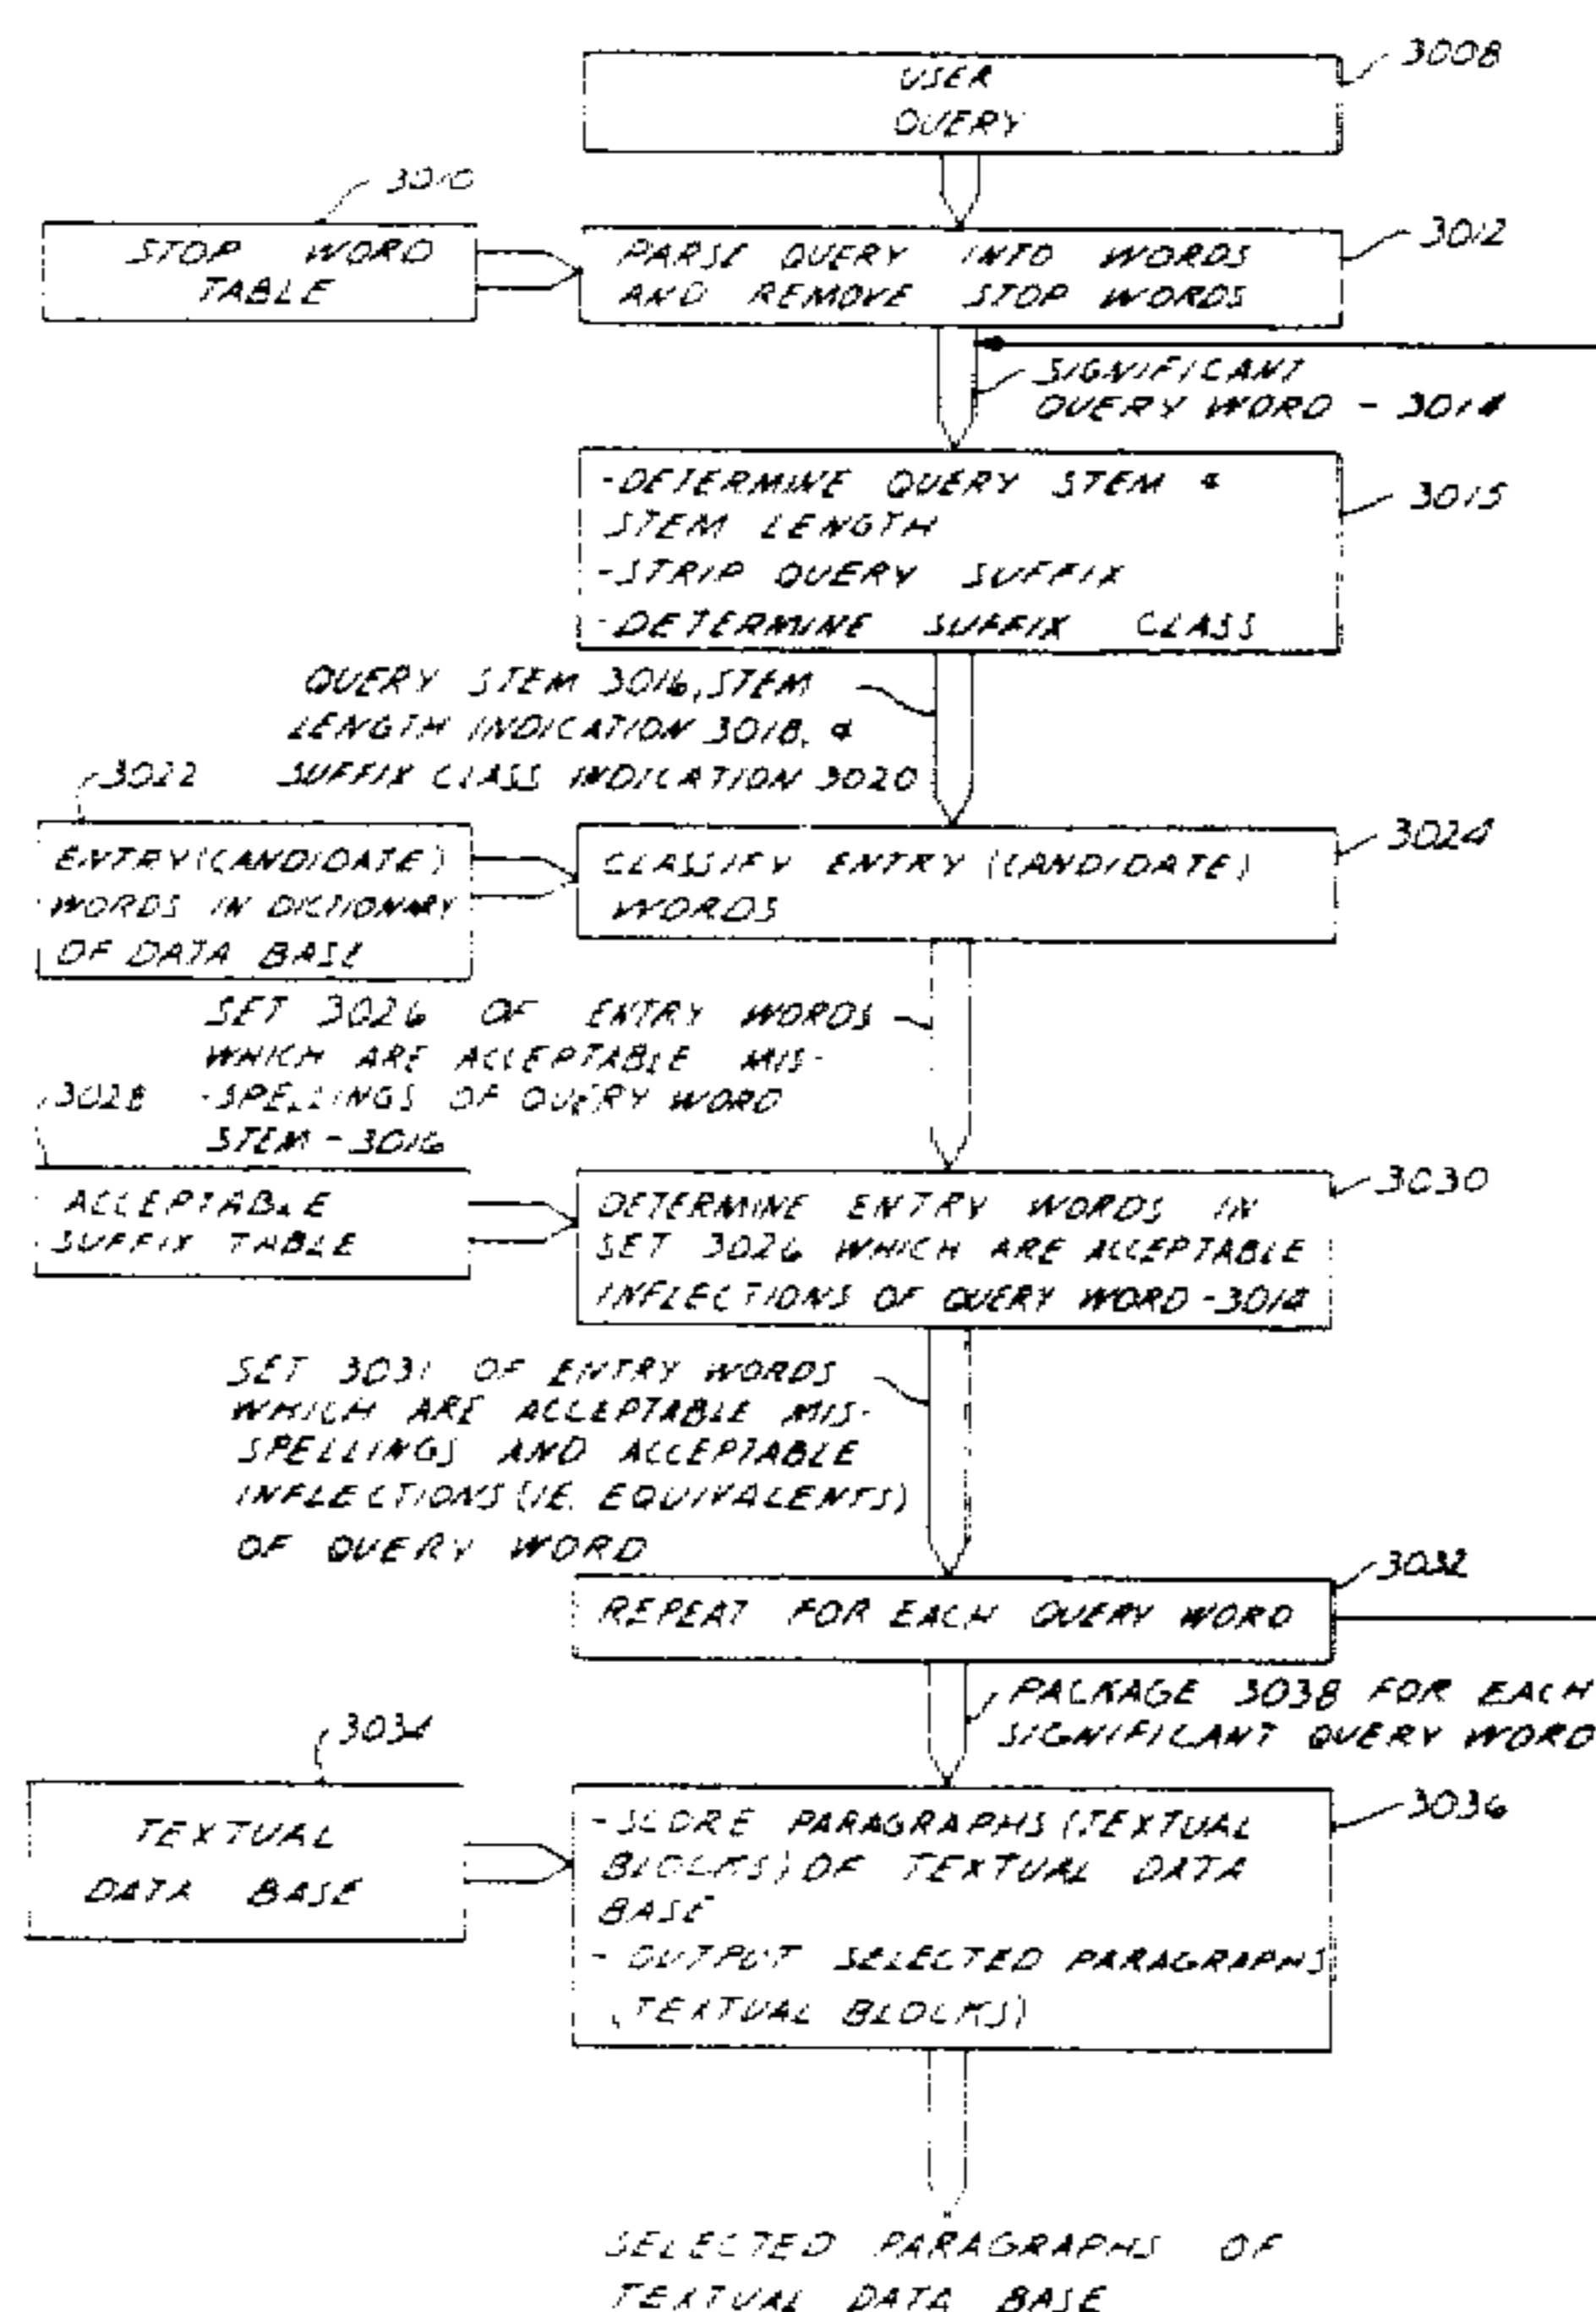 3008
USER
QUERY
3010
STOP WORD
TABLE
3012
PARSE QUERY INTO WORDS
AND REMOVE STOP WORDS
SIGNIFICANT
QUERY WORD - 3014
-DETERMINE QUERY STEM &
STEM LENGTH
-STRIP QUERY SUFFIX
-DETERMINE SUFFIX CLASS
3015
QUERY STEM 3016, STEM
LENGTH INDICATION 3018, &
SUFFIX CLASS INDICATION 3020
3022
ENTRY (CANDIDATE)
WORDS IN DICTIONARY
OF DATA BASE
3024
CLASSIFY ENTRY (CANDIDATE)
WORDS
SET 3026 OF ENTRY WORDS
WHICH ARE ACCEPTABLE MIS-
-SPELLINGS OF QUERY WORD
STEM - 3016
3028
ACCEPTABLE
SUFFIX TABLE
3030
DETERMINE ENTRY WORDS IN
SET 3026 WHICH ARE ACCEPTABLE
INFLECTIONS OF QUERY WORD -3014
SET 3031 OF ENTRY WORDS
WHICH ARE ACCEPTABLE MIS-
SPELLINGS AND ACCEPTABLE
INFLECTIONS (IE. EQUIVALENTS)
OF QUERY WORD
3032
REPEAT FOR EACH QUERY WORD
PACKAGE 3038 FOR EACH
SIGNIFICANT QUERY WORD
3034
TEXTUAL
DATA BASE
3036
-SCORE PARAGRAPHS (TEXTUAL
BLOCKS) OF TEXTUAL DATA
BASE
- OUTPUT SELECTED PARAGRAPHS
(TEXTUAL BLOCKS)
SELECTED PARAGRAPHS OF
TEXTUAL DATA BASE